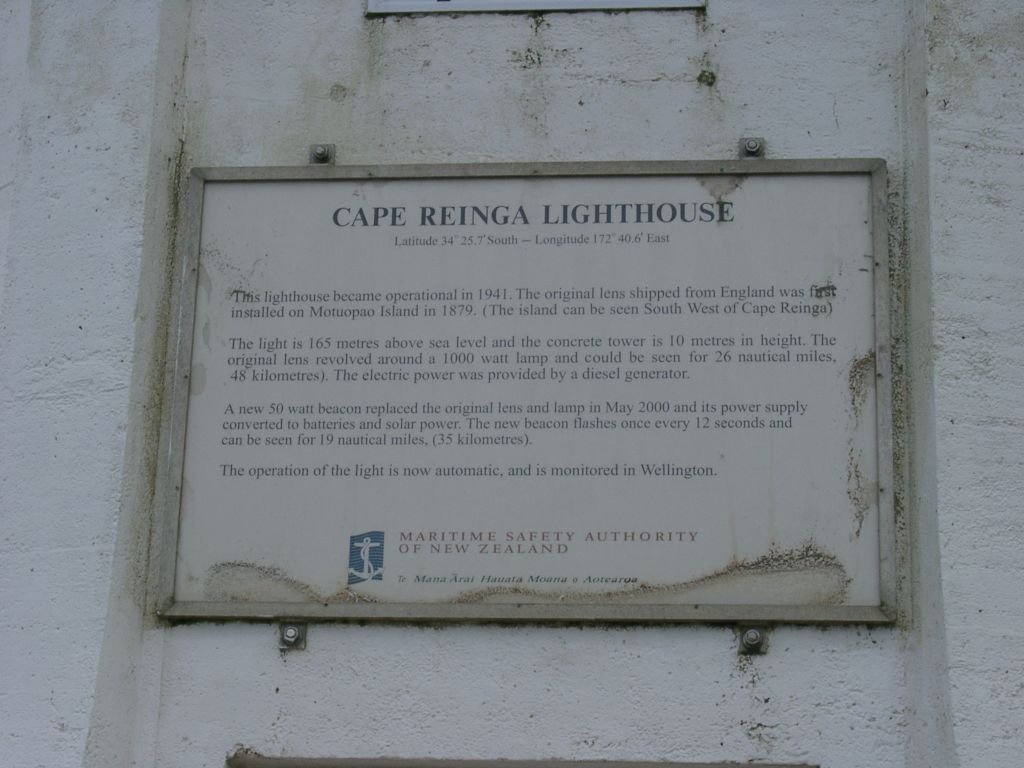 CAPE REINGA LIGHTHOUSE
Latitude 34° 25.7' South – Longitude 172° 40.6' East
This lighthouse became operational in 1941. The original lens shipped from England was first
installed on Motuopao Island in 1879. (The island can be seen South West of Cape Reinga)
The light is 165 metres above sea level and the concrete tower is 10 metres in height. The
original lens revolved around a 1000 watt lamp and could be seen for 26 nautical miles,
48 kilometres). The electric power was provided by a diesel generator.
A new 50 watt beacon replaced the original lens and lamp in May 2000 and its power supply
converted to batteries and solar power. The new beacon flashes once every 12 seconds and
can be seen for 19 nautical miles, (35 kilometres).
The operation of the light is now automatic, and is monitored in Wellington.
MARITIME SAFETY AUTHORITY
OF NEW ZEALAND
Te Mana Arai Hauata Moana o Aotearoa